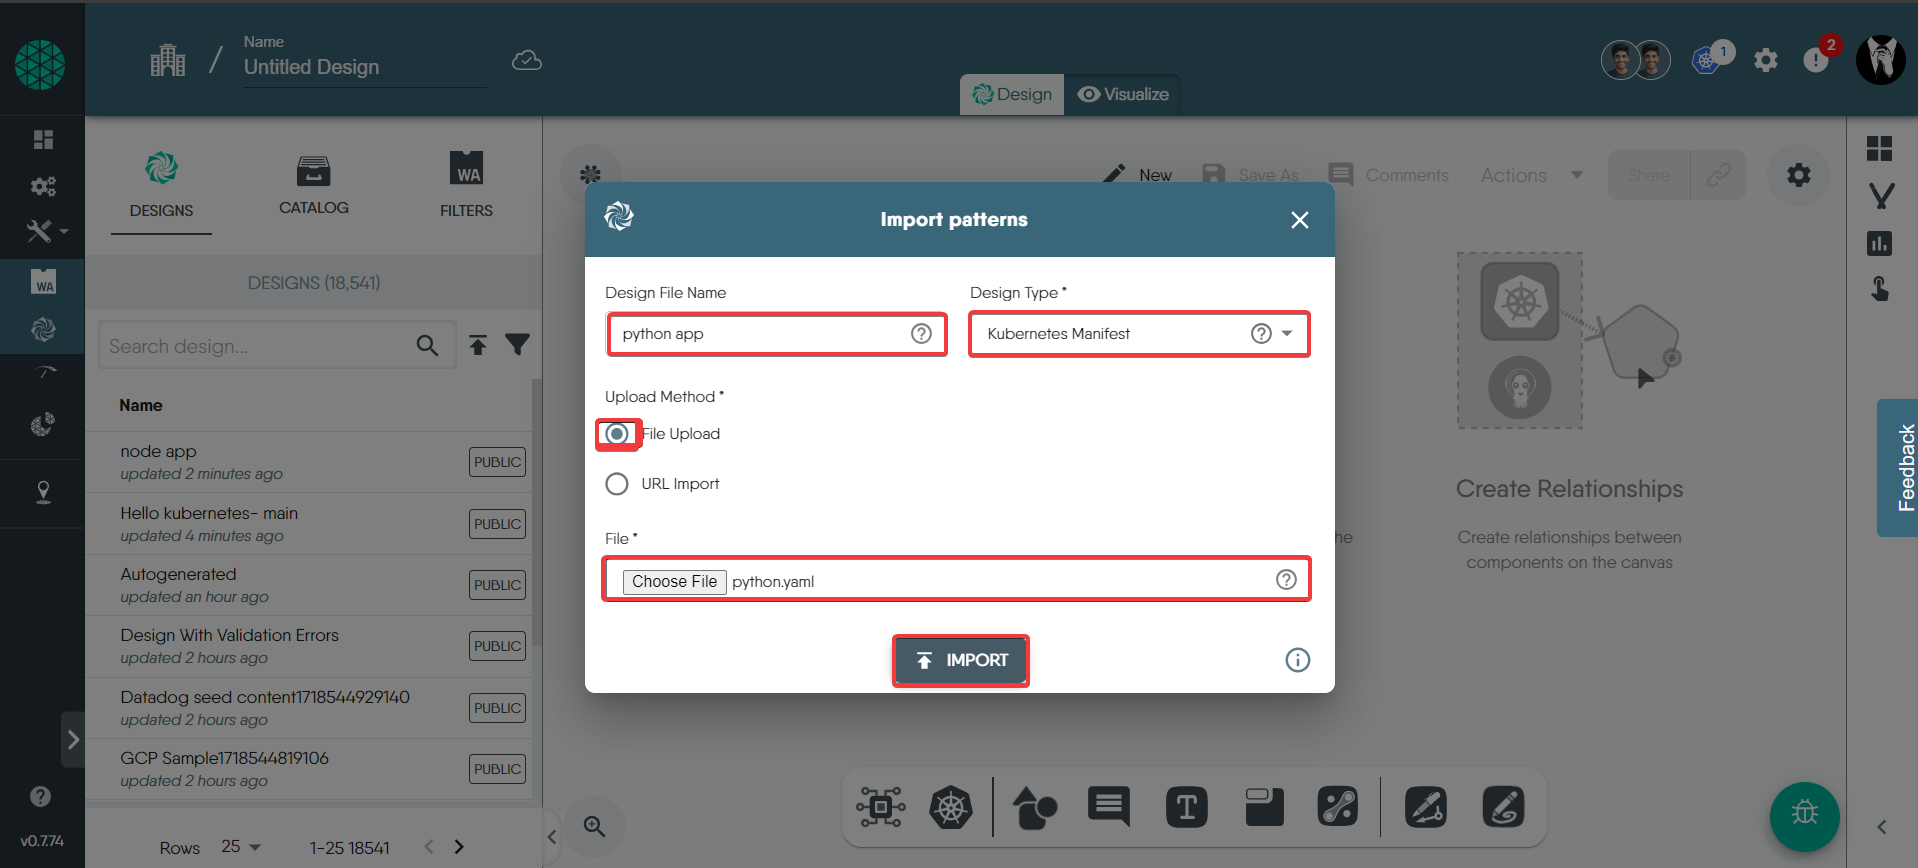 Name
Untitled Design
Design
Visualize
1
2
DESIGNS
CATALOG
WA
FILTERS
DESIGNS (18,541)
Search design...
Name
node app
updated 2 minutes ago
PUBLIC
Hello kubernetes- main
updated 4 minutes ago
PUBLIC
Autogenerated
updated an hour ago
PUBLIC
Design With Validation Errors
updated 2 hours ago
PUBLIC
Datadog seed content1718544929140
updated 2 hours ago
PUBLIC
GCP Sample1718544819106
updated 2 hours ago
PUBLIC
Rows 25 1-25 18541
WA
v0.7.74
New
Save As
Comments
Actions
Share
Import patterns
Design File Name
python app
Design Type *
Kubernetes Manifest
Upload Method *
File Upload
URL Import
File *
Choose File python.yaml
IMPORT
he
Create Relationships
Create relationships between
components on the canvas
Feedback
T